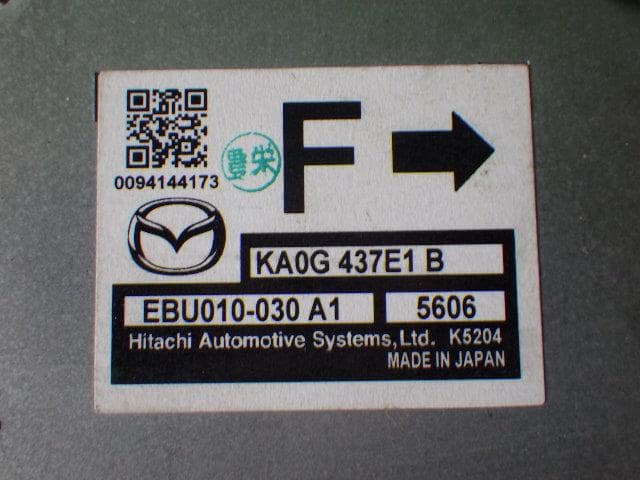 F
0094144173
豊栄
KA0G 437E1 B
EBU010-030 A1 5606
Hitachi Automotive Systems,Ltd. K5204
MADE IN JAPAN